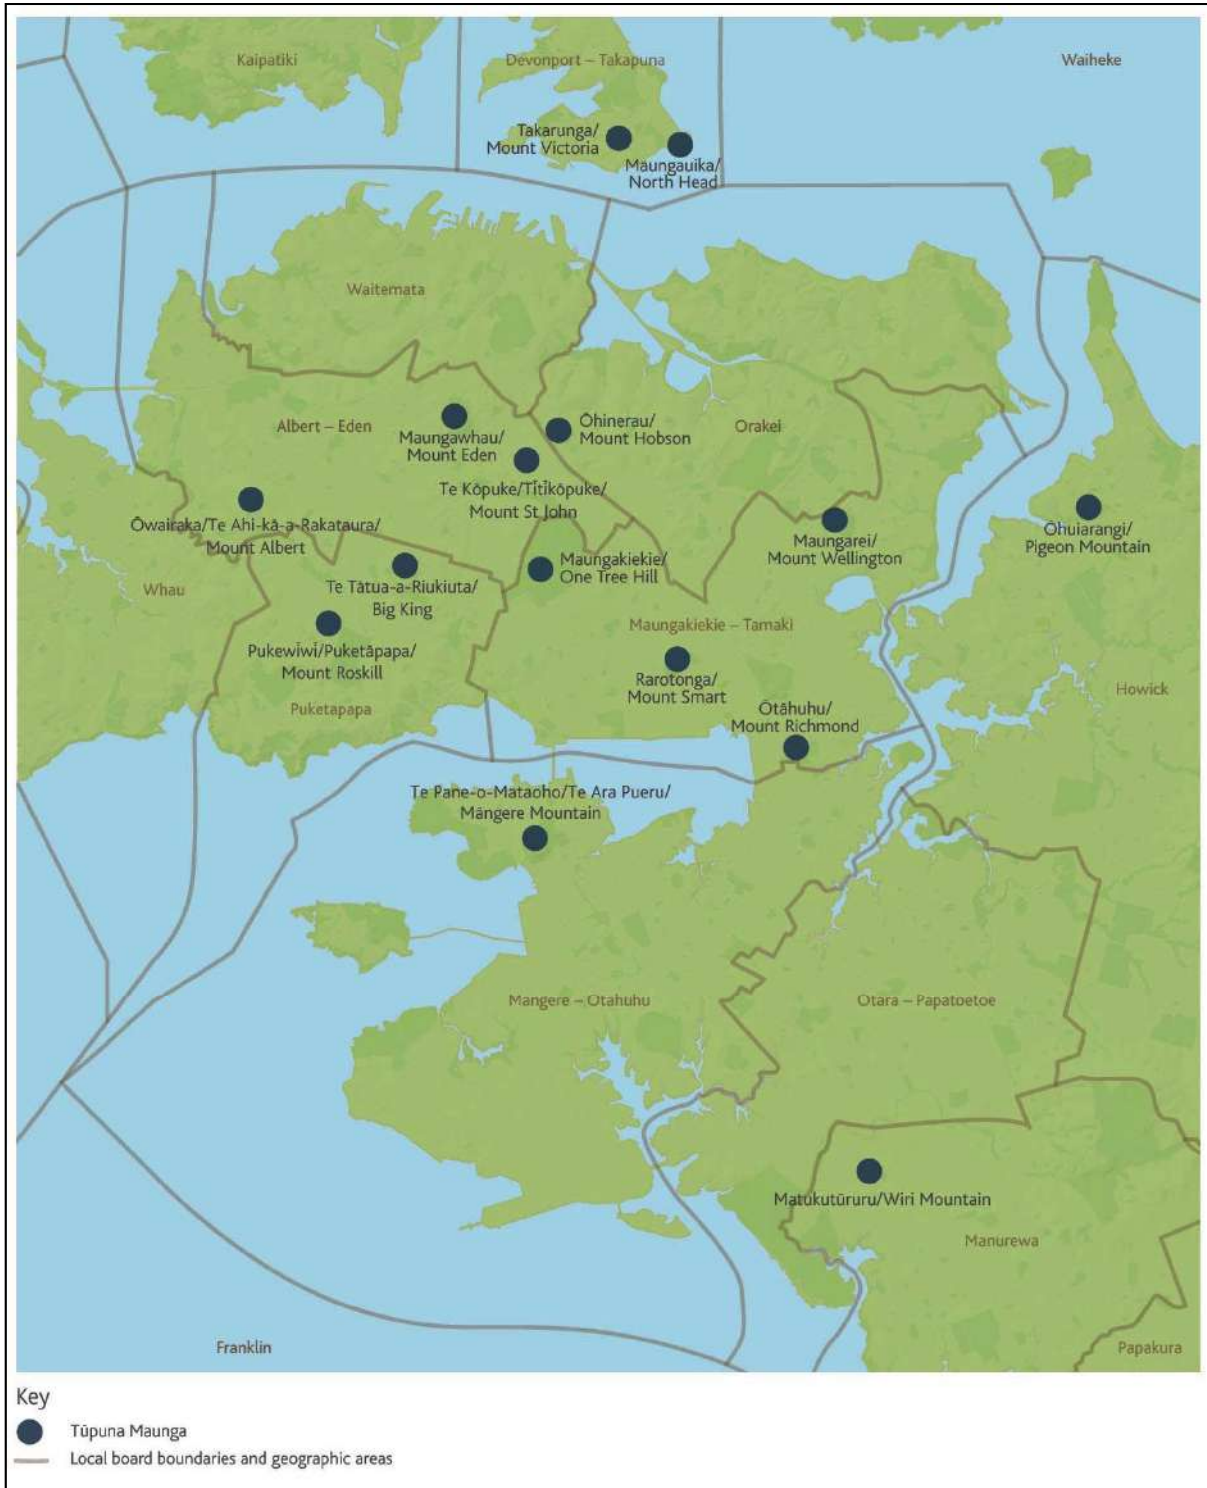 Kaipatiki
Devonport – Takapuna
Waiheke
Takarunga/
Mount Victoria
Maungauika/
North Head
Waitemata
Albert – Eden
Maungawhau/
Mount Eden
Ōhinerau/
Mount Hobson
Orakei
Te Kōpuke/Tītīkōpuke/
Mount St John
Ōwairaka/Te Ahi-kā-a-Rakataura/
Mount Albert
Maungarei/
Mount Wellington
Ōhuiarangi/
Pigeon Mountain
Maungakiekie/
One Tree Hill
Whau
Te Tātua-a-Riukiuta/
Big King
Maungakiekie – Tamaki
Pukewīwī/Puketāpapa/
Mount Roskill
Rarotonga/
Mount Smart
Howick
Puketapapa
Ōtāhuhu/
Mount Richmond
Te Pane-o-Mataoho/Te Ara Pueru/
Māngere Mountain
Mangere – Otahuhu
Otara – Papatoetoe
Matukutūruru/Wiri Mountain
Manurewa
Franklin
Papakura
Key
Tūpuna Maunga
Local board boundaries and geographic areas